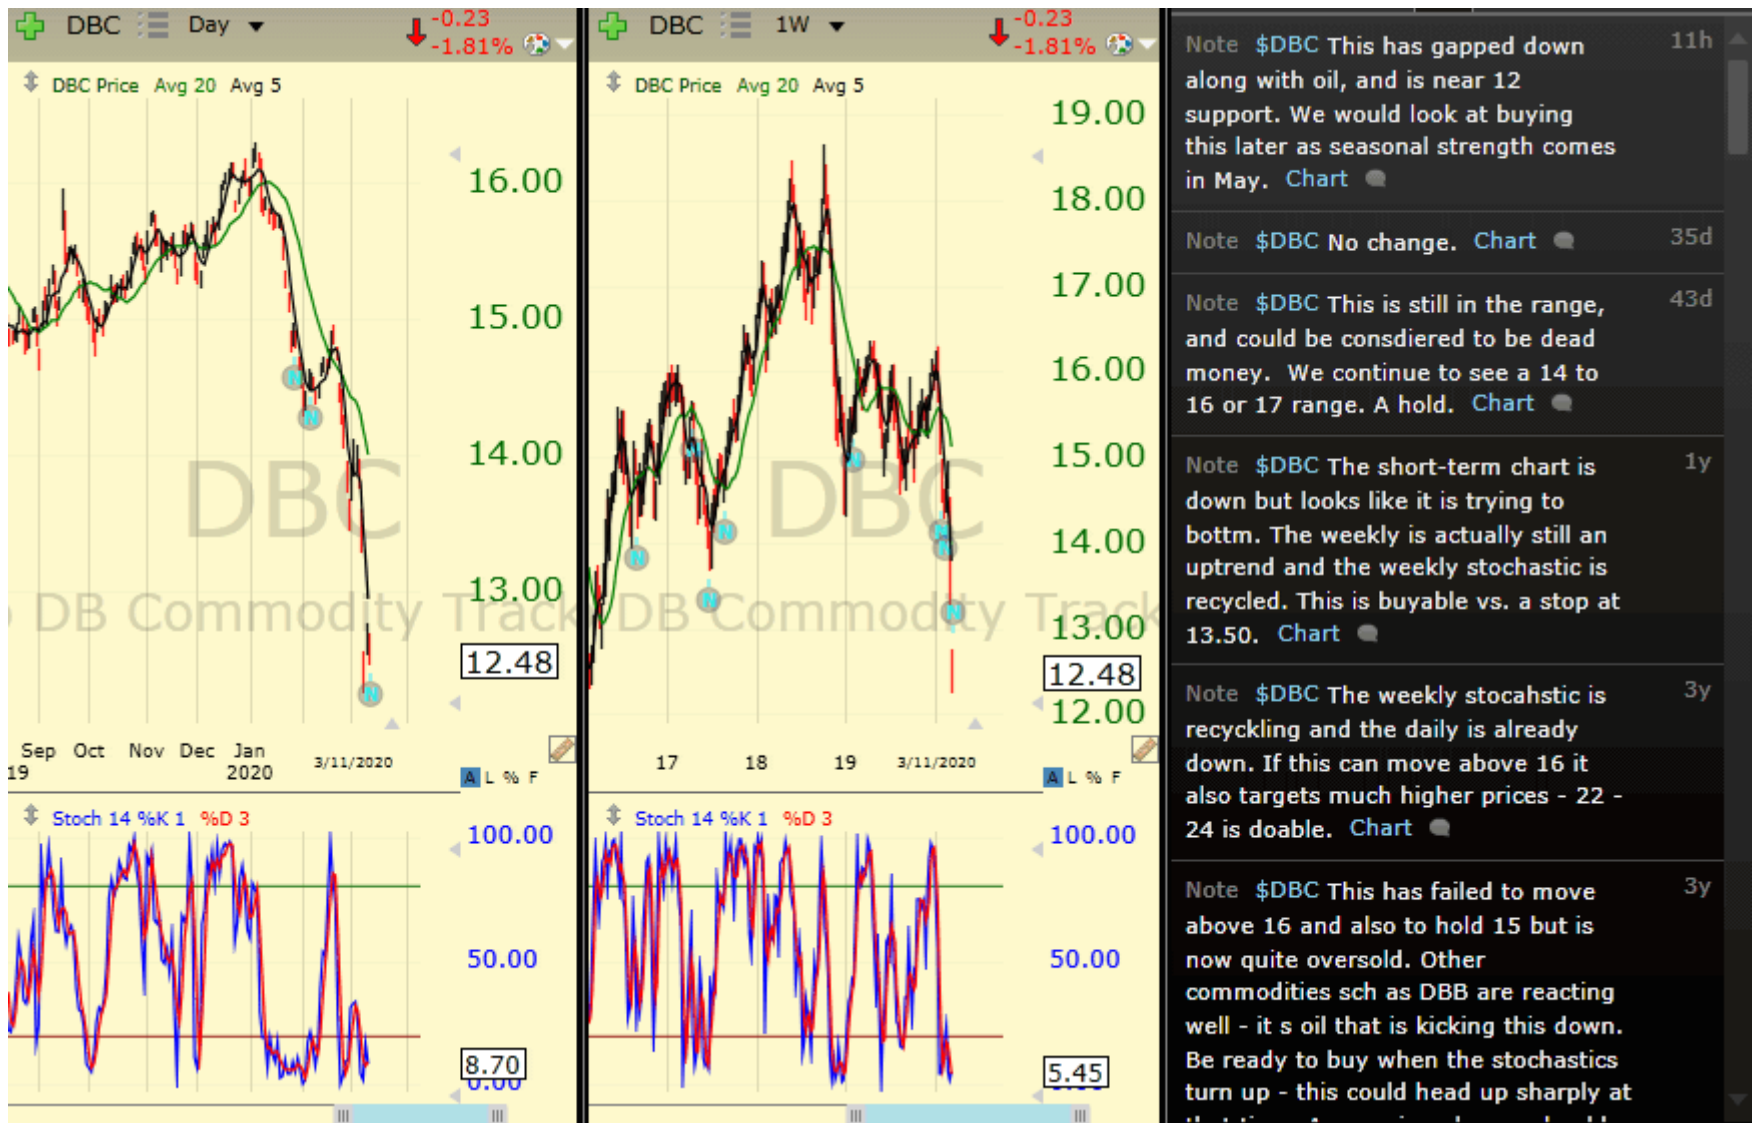 DBC Day -0.23
-1.81%
DBC Price Avg 20 Avg 5
16.00
15.00
14.00
DBC
13.00
DB Commodity Track
12.48
Sep Oct Nov Dec Jan
19 2020 3/11/2020
A L % F
Stoch 14 %K 1 %D 3
100.00
50.00
8.70
0.00
DBC 1W -0.23
-1.81%
DBC Price Avg 20 Avg 5
19.00
18.00
17.00
16.00
15.00
DBC
14.00
DB Commodity Track
13.00
12.48
12.00
17 18 19 3/11/2020
A L % F
Stoch 14 %K 1 %D 3
100.00
50.00
5.45
Note $DBC This has gapped down 11h
along with oil, and is near 12
support. We would look at buying
this later as seasonal strength comes
in May. Chart
Note $DBC No change. Chart 35d
Note $DBC This is still in the range, 43d
and could be consdiered to be dead
money. We continue to see a 14 to
16 or 17 range. A hold. Chart
Note $DBC The short-term chart is 1y
down but looks like it is trying to
bottm. The weekly is actually still an
uptrend and the weekly stochastic is
recycled. This is buyable vs. a stop at
13.50. Chart
Note $DBC The weekly stocahstic is 3y
recyckling and the daily is already
down. If this can move above 16 it
also targets much higher prices - 22 -
24 is doable. Chart
Note $DBC This has failed to move 3y
above 16 and also to hold 15 but is
now quite oversold. Other
commodities sch as DBB are reacting
well - it s oil that is kicking this down.
Be ready to buy when the stochastics
turn up - this could head up sharply at